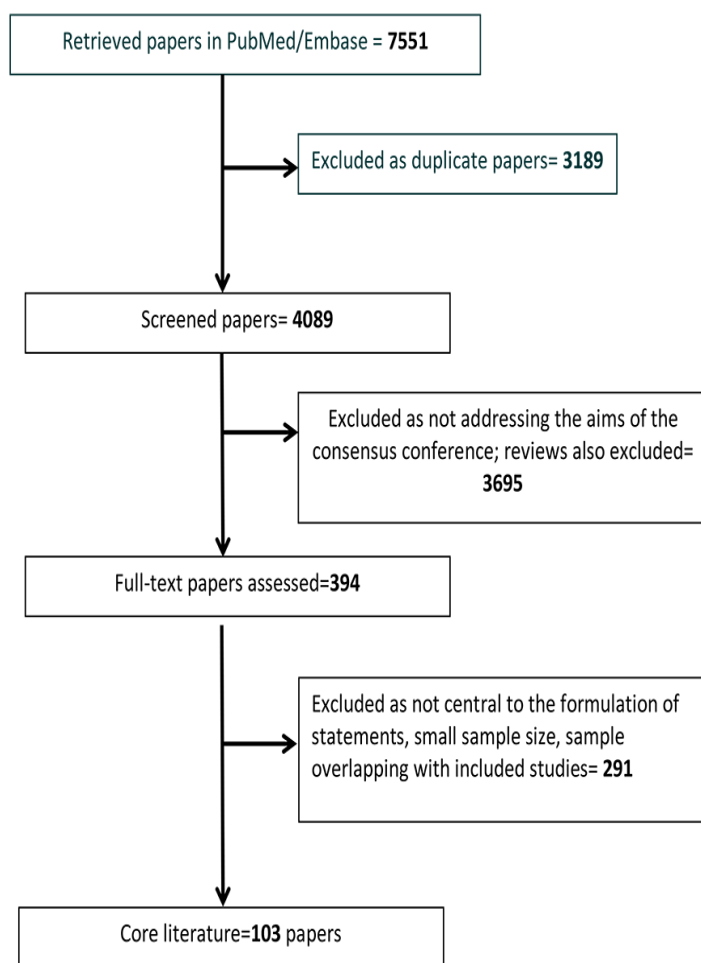 Retrieved papers in PubMed/Embase = 7551
Excluded as duplicate papers= 3189
Screened papers= 4089
Excluded as not addressing the aims of the
consensus conference; reviews also excluded=
3695
Full-text papers assessed=394
Excluded as not central to the formulation of
statements, small sample size, sample
overlapping with included studies= 291
Core literature=103 papers